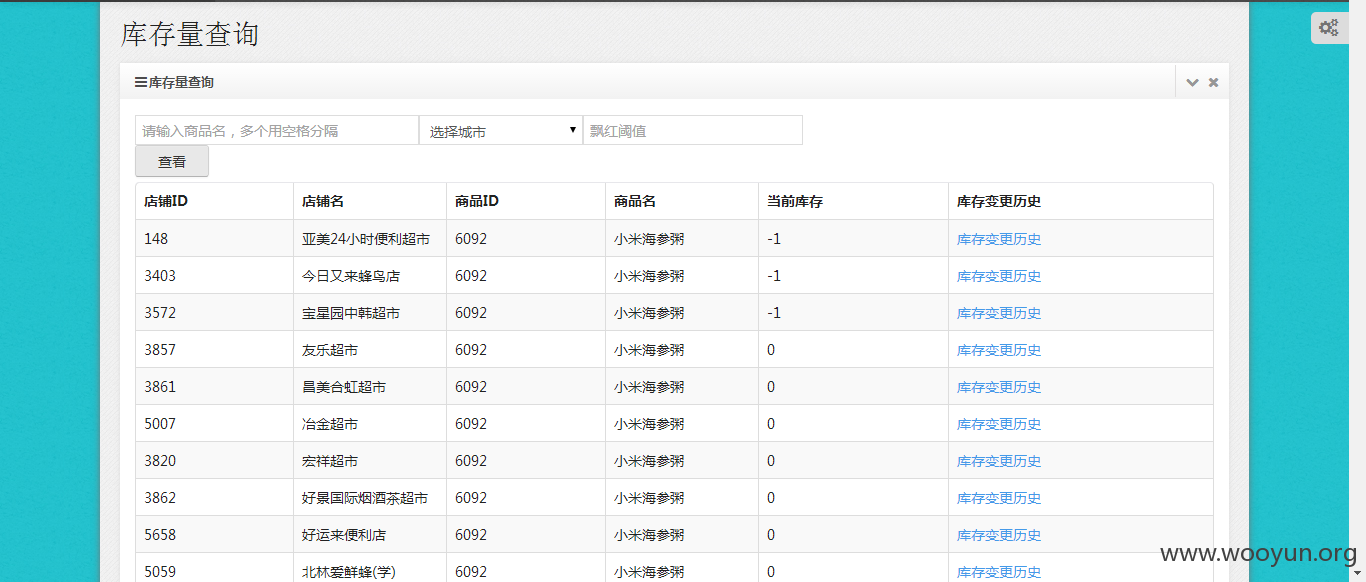 库存量查询
库存量查询
请输入商品名，多个用空格分隔 选择城市 飘红阈值
查看
店铺ID 店铺名 商品ID 商品名 当前库存 库存变更历史
148 亚美24小时便利超市 6092 小米海参粥 -1 库存变更历史
3403 今日又来蜂鸟店 6092 小米海参粥 -1 库存变更历史
3572 宝星园中韩超市 6092 小米海参粥 -1 库存变更历史
3857 友乐超市 6092 小米海参粥 0 库存变更历史
3861 昌美合虹超市 6092 小米海参粥 0 库存变更历史
5007 冶金超市 6092 小米海参粥 0 库存变更历史
3820 宏祥超市 6092 小米海参粥 0 库存变更历史
3862 好景国际烟酒茶超市 6092 小米海参粥 0 库存变更历史
5658 好运来便利店 6092 小米海参粥 0 库存变更历史
5059 北林爱鲜蜂(学) 6092 小米海参粥 0 库存变更历史
www.wooyun.org